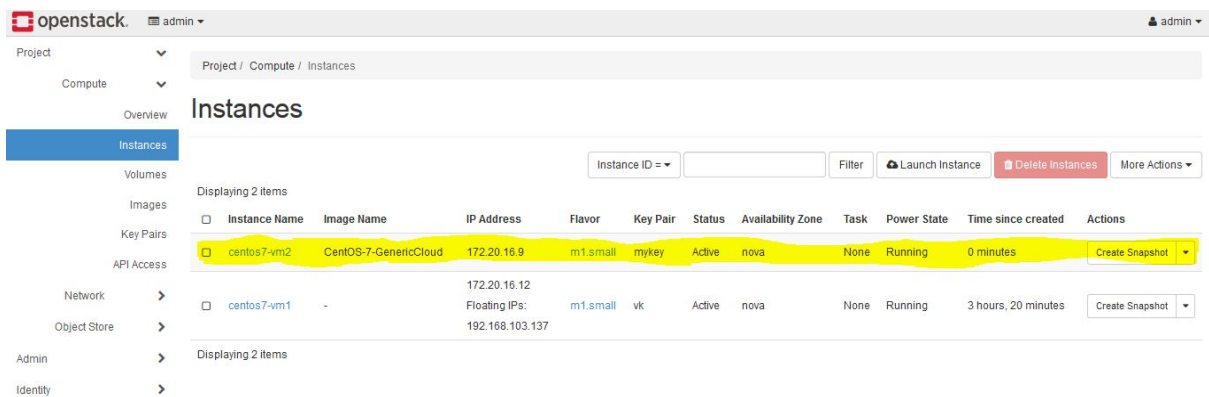 openstack. admin admin
Project
Compute
Overview
Instances
Volumes
Images
Key Pairs
API Access
Network
Object Store
Admin
Identity
Project / Compute / Instances
Instances
Instance ID = Filter Launch Instance Delete Instances More Actions
Displaying 2 items
Instance Name Image Name IP Address Flavor Key Pair Status Availability Zone Task Power State Time since created Actions
centos7-vm2 CentOS-7-GenericCloud 172.20.16.9 m1.small mykey Active nova None Running 0 minutes Create Snapshot
172.20.16.12
Floating IPs:
centos7-vm1 - m1.small vk Active nova None Running 3 hours, 20 minutes Create Snapshot
192.168.103.137
Displaying 2 items